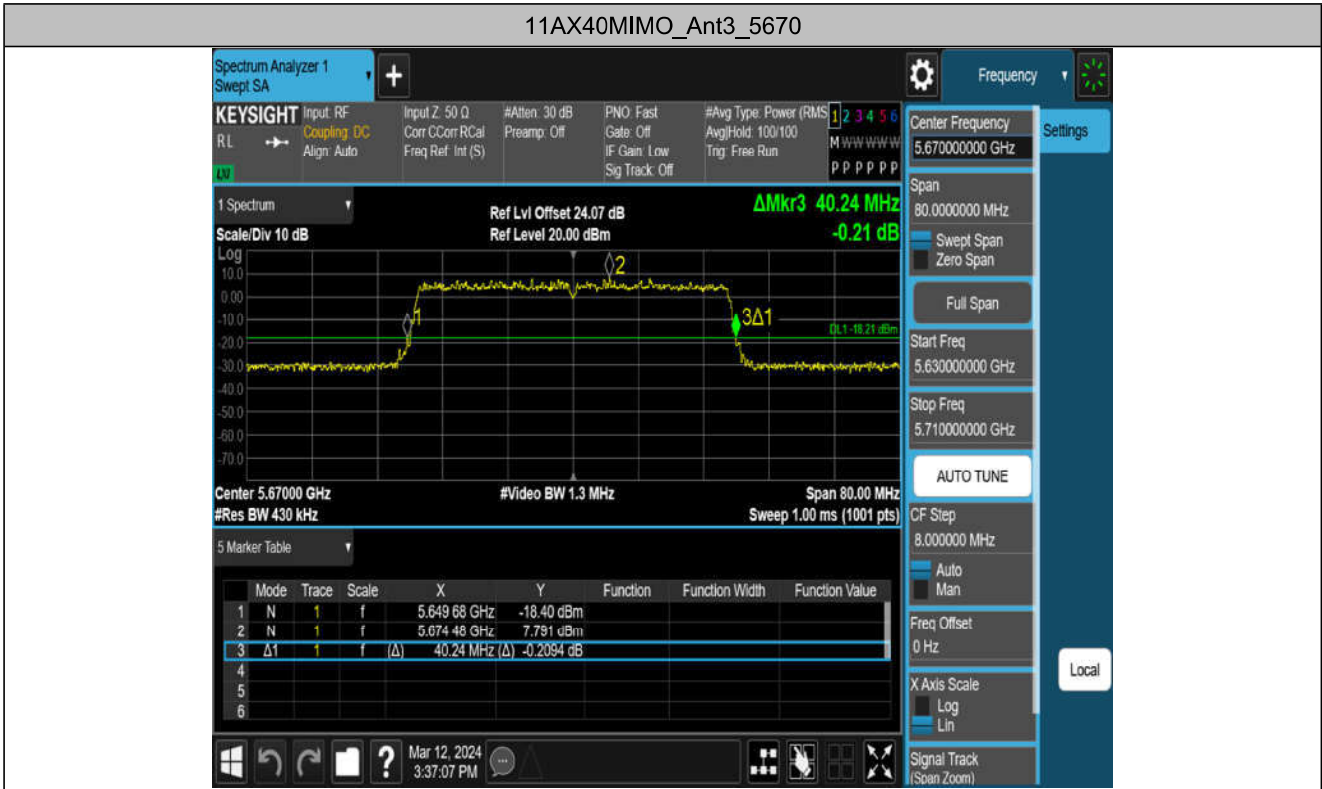 11AX40MIMO_Ant3_5670
Spectrum Analyzer 1
Swept SA
+
Frequency
KEYSIGHT
Input: RF
Input Z: 50 Ω
#Atten: 30 dB
PNO: Fast
#Avg Type: Power (RMS
1 2 3 4 5 6
RL
Coupling: DC
Corr CCorr RCal
Preamp: Off
Gate: Off
Avg|Hold: 100/100
M W W W W W
Align: Auto
Freq Ref: Int (S)
IF Gain: Low
Trig: Free Run
Sig Track: Off
P P P P P P
LXI
Center Frequency
5.670000000 GHz
Settings
Span
80.0000000 MHz
Swept Span
Zero Span
Full Span
Start Freq
5.630000000 GHz
Stop Freq
5.710000000 GHz
AUTO TUNE
CF Step
8.000000 MHz
Auto
Man
Freq Offset
0 Hz
X Axis Scale
Log
Lin
Local
Signal Track
(Span Zoom)
1 Spectrum
Ref Lvl Offset 24.07 dB
ΔMkr3 40.24 MHz
Scale/Div 10 dB
Ref Level 20.00 dBm
-0.21 dB
Log
10.0
0.00
-10.0
-20.0
-30.0
-40.0
-50.0
-60.0
-70.0
1
2
3Δ1
DL1 -18.21 dBm
Center 5.67000 GHz
#Video BW 1.3 MHz
Span 80.00 MHz
#Res BW 430 kHz
Sweep 1.00 ms (1001 pts)
5 Marker Table
Mode Trace Scale X Y Function Function Width Function Value
1 N 1 f 5.649 68 GHz -18.40 dBm
2 N 1 f 5.674 48 GHz 7.791 dBm
3 Δ1 1 f (Δ) 40.24 MHz (Δ) -0.2094 dB
4
5
6
?
Mar 12, 2024
3:37:07 PM